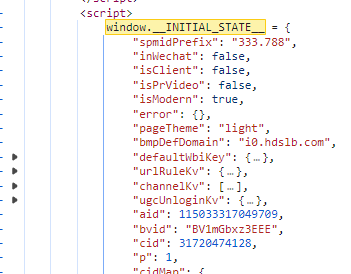 <script>
window.__INITIAL_STATE__ = {
"spmidPrefix": "333.788",
"inWechat": false,
"isClient": false,
"isPrVideo": false,
"isModern": true,
"error": {},
"pageTheme": "light",
"bmpDefDomain": "i0.hdslb.com",
"defaultWbiKey": {…},
"urlRuleKv": {…},
"channelKv": […],
"ugcUnloginKv": {…},
"aid": 115033317049709,
"bvid": "BV1mGbxz3EEE",
"cid": 31720474128,
"p": 1,
"cidMap": {